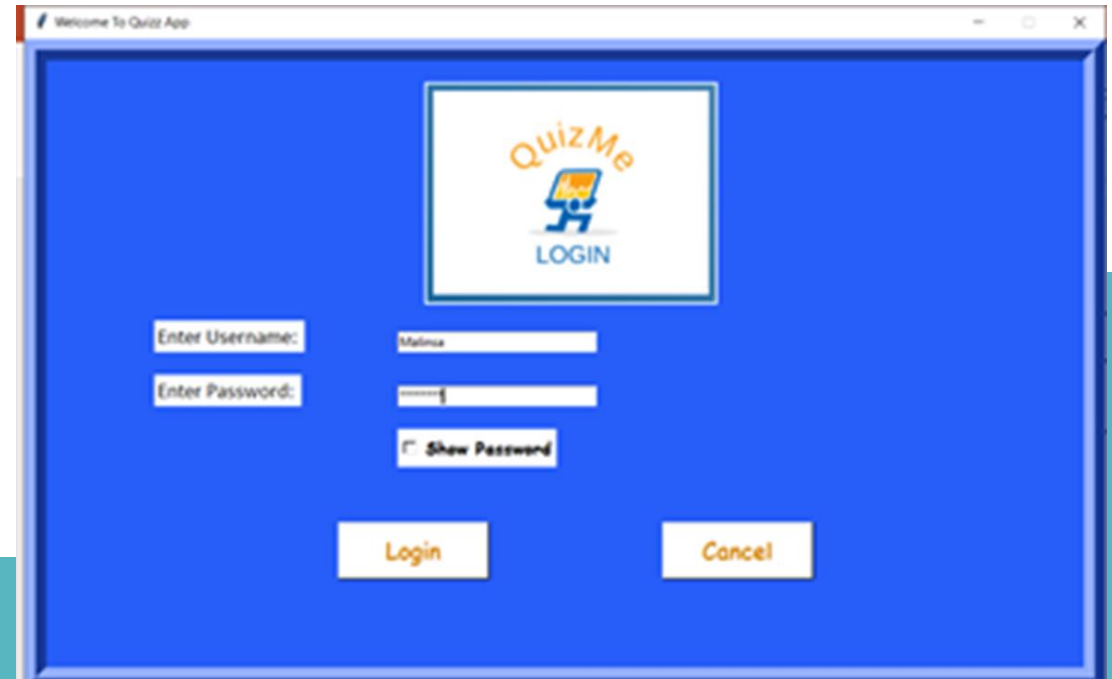 Welcome To Quizz App
QuizMe
LOGIN
Enter Username:
Malinsa
Enter Password:
Show Password
Login
Cancel